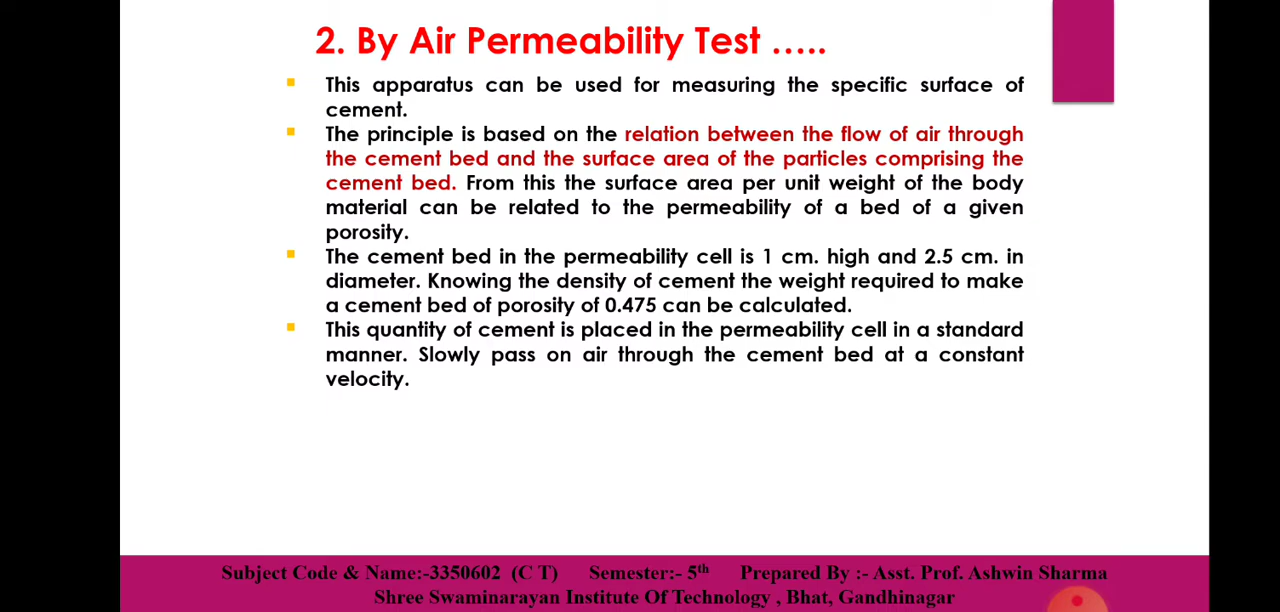 2. By Air Permeability Test …..
This apparatus can be used for measuring the specific surface of
cement.
The principle is based on the relation between the flow of air through
the cement bed and the surface area of the particles comprising the
cement bed. From this the surface area per unit weight of the body
material can be related to the permeability of a bed of a given
porosity.
The cement bed in the permeability cell is 1 cm. high and 2.5 cm. in
diameter. Knowing the density of cement the weight required to make
a cement bed of porosity of 0.475 can be calculated.
This quantity of cement is placed in the permeability cell in a standard
manner. Slowly pass on air through the cement bed at a constant
velocity.
Subject Code & Name:-3350602 (C T) Semester:- 5th Prepared By :- Asst. Prof. Ashwin Sharma
Shree Swaminarayan Institute Of Technology , Bhat, Gandhinagar